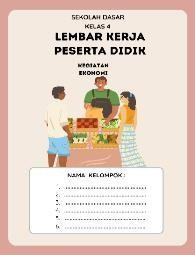 SEKOLAH DASAR
KELAS 4
LEMBAR KERJA
PESERTA DIDIK
KEGIATAN
EKONOMI
NAMA KELOMPOK :